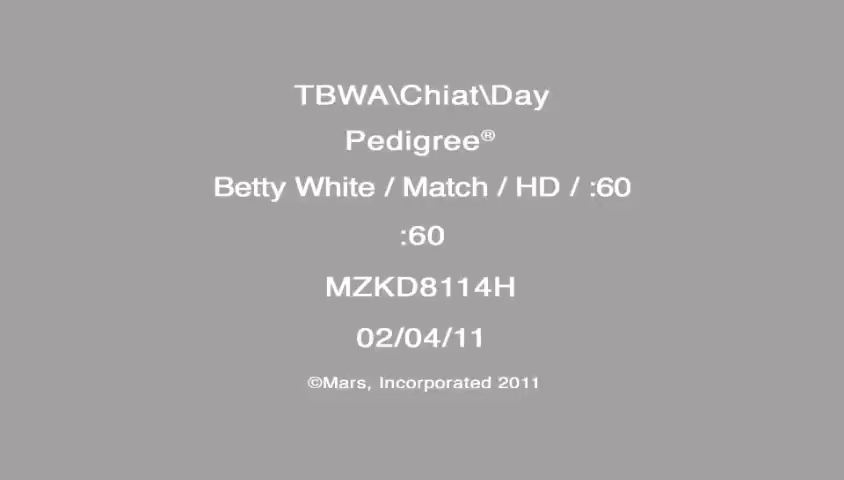 TBWA\Chiat\Day
Pedigree®
Betty White / Match / HD / :60
:60
MZKD8114H
02/04/11
©Mars, Incorporated 2011